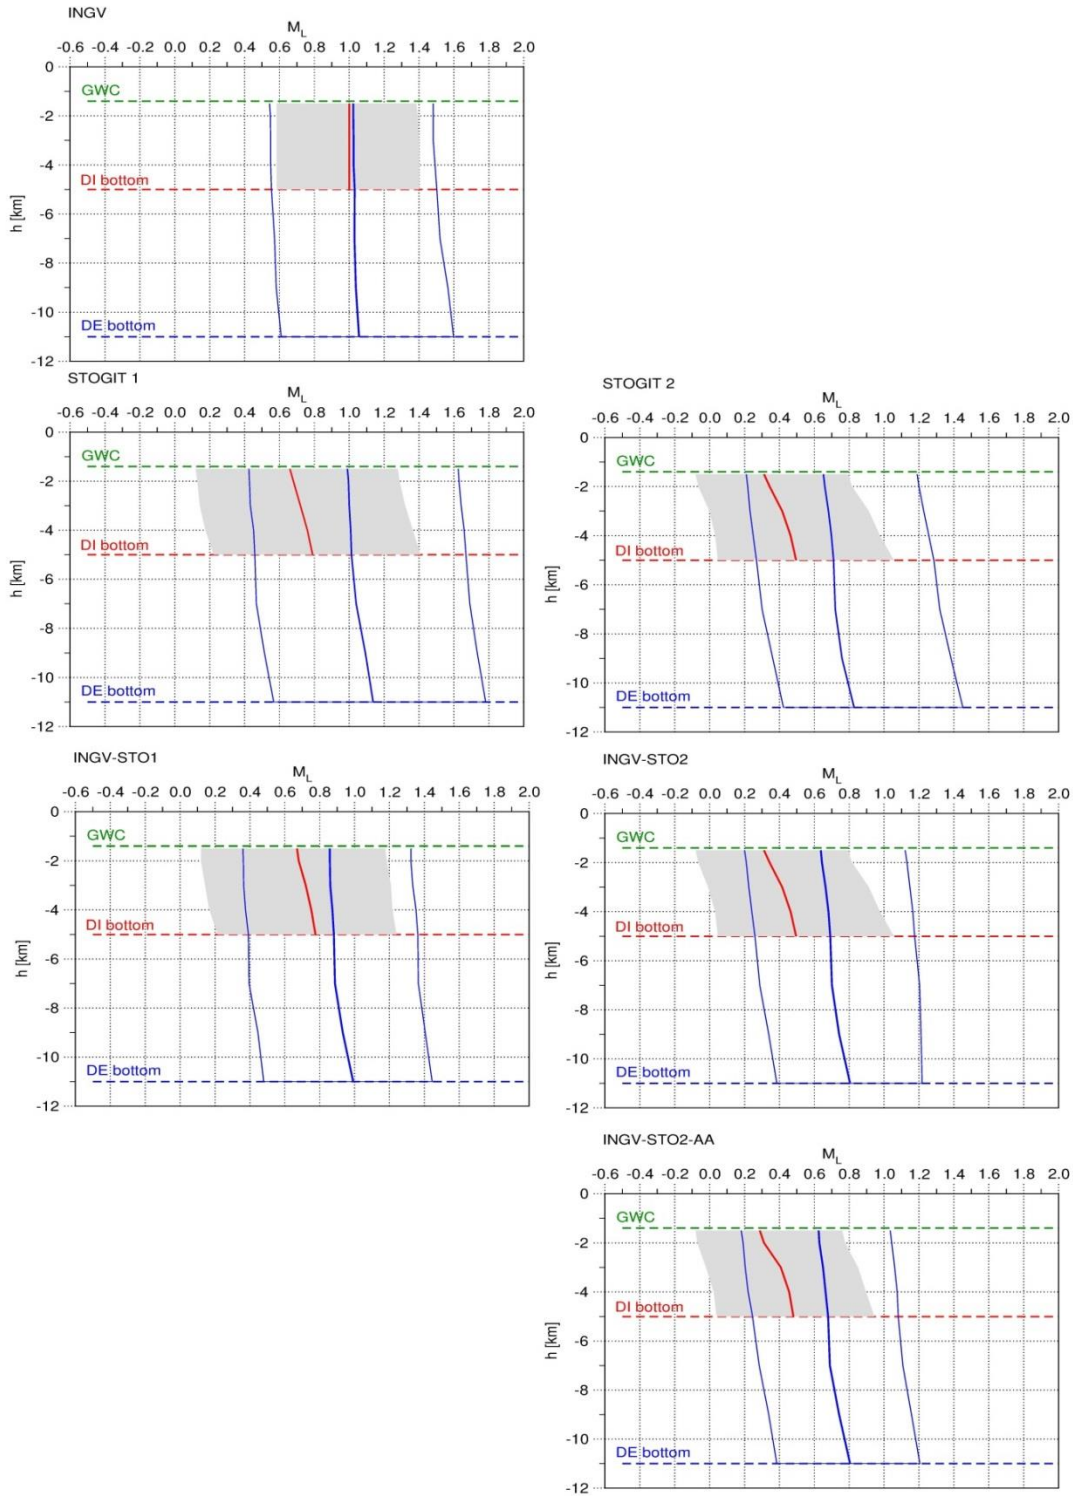 INGV
M_L
-0.6 -0.4 -0.2 0.0 0.2 0.4 0.6 0.8 1.0 1.2 1.4 1.6 1.8 2.0
0
GWC
-2
-4
DI bottom
h [km]
-6
-8
-10
DE bottom
-12
STOGIT 1
M_L
-0.6 -0.4 -0.2 0.0 0.2 0.4 0.6 0.8 1.0 1.2 1.4 1.6 1.8 2.0
0
GWC
-2
-4
DI bottom
h [km]
-6
-8
-10
DE bottom
-12
STOGIT 2
M_L
-0.6 -0.4 -0.2 0.0 0.2 0.4 0.6 0.8 1.0 1.2 1.4 1.6 1.8 2.0
0
GWC
-2
-4
DI bottom
h [km]
-6
-8
-10
DE bottom
-12
INGV-STO1
M_L
-0.6 -0.4 -0.2 0.0 0.2 0.4 0.6 0.8 1.0 1.2 1.4 1.6 1.8 2.0
0
GWC
-2
-4
DI bottom
h [km]
-6
-8
-10
DE bottom
-12
INGV-STO2
M_L
-0.6 -0.4 -0.2 0.0 0.2 0.4 0.6 0.8 1.0 1.2 1.4 1.6 1.8 2.0
0
GWC
-2
-4
DI bottom
h [km]
-6
-8
-10
DE bottom
-12
INGV-STO2-AA
M_L
-0.6 -0.4 -0.2 0.0 0.2 0.4 0.6 0.8 1.0 1.2 1.4 1.6 1.8 2.0
0
GWC
-2
-4
DI bottom
h [km]
-6
-8
-10
DE bottom
-12